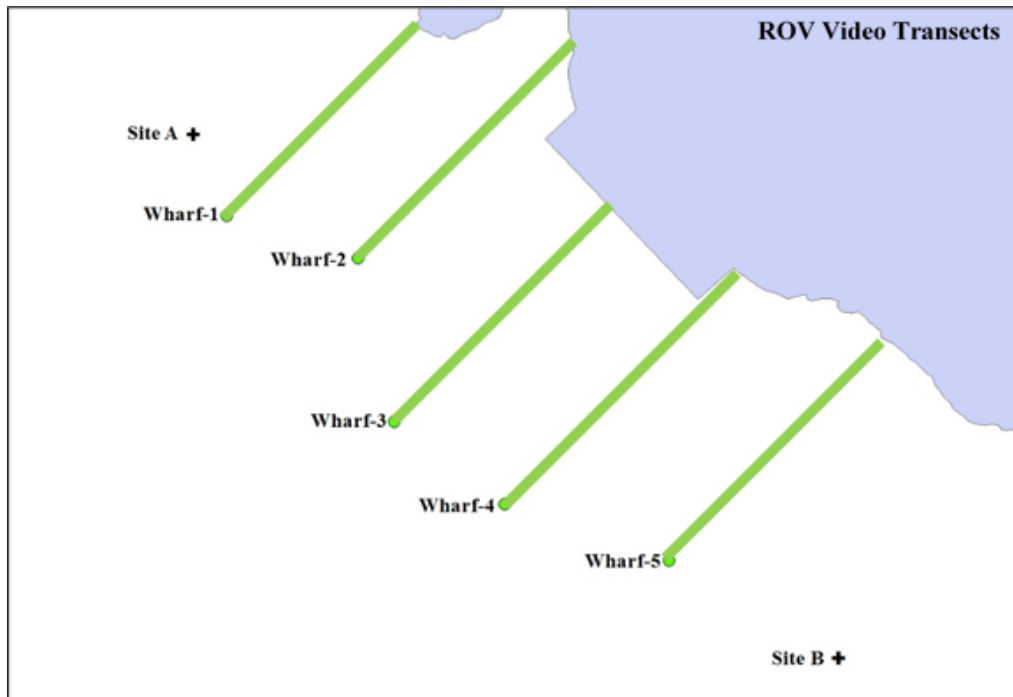 ROV Video Transects
Site A
Wharf-1
Wharf-2
Wharf-3
Wharf-4
Wharf-5
Site B